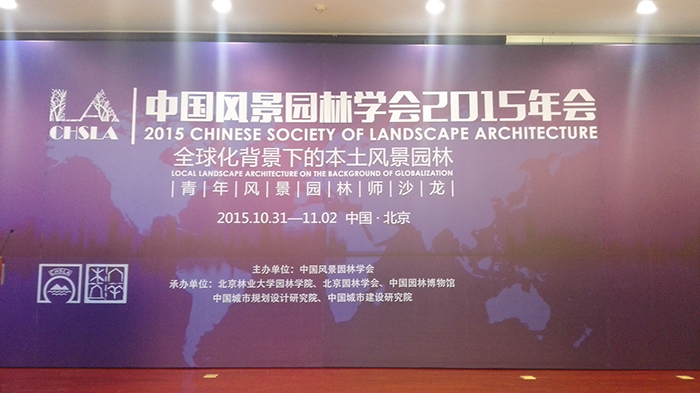 LA
CHSLA
中国风景园林学会2015年会
2015 CHINESE SOCIETY OF LANDSCAPE ARCHITECTURE
全球化背景下的本土风景园林
LOCAL LANDSCAPE ARCHITECTURE ON THE BACKGROUND OF GLOBALIZATION
|青|年|风|景|园|林|师|沙|龙|
2015.10.31—11.02 中国·北京
主办单位：中国风景园林学会
承办单位：北京林业大学园林学院、北京园林学会、中国园林博物馆
中国城市规划设计研究院、中国城市建设研究院
CHSLA